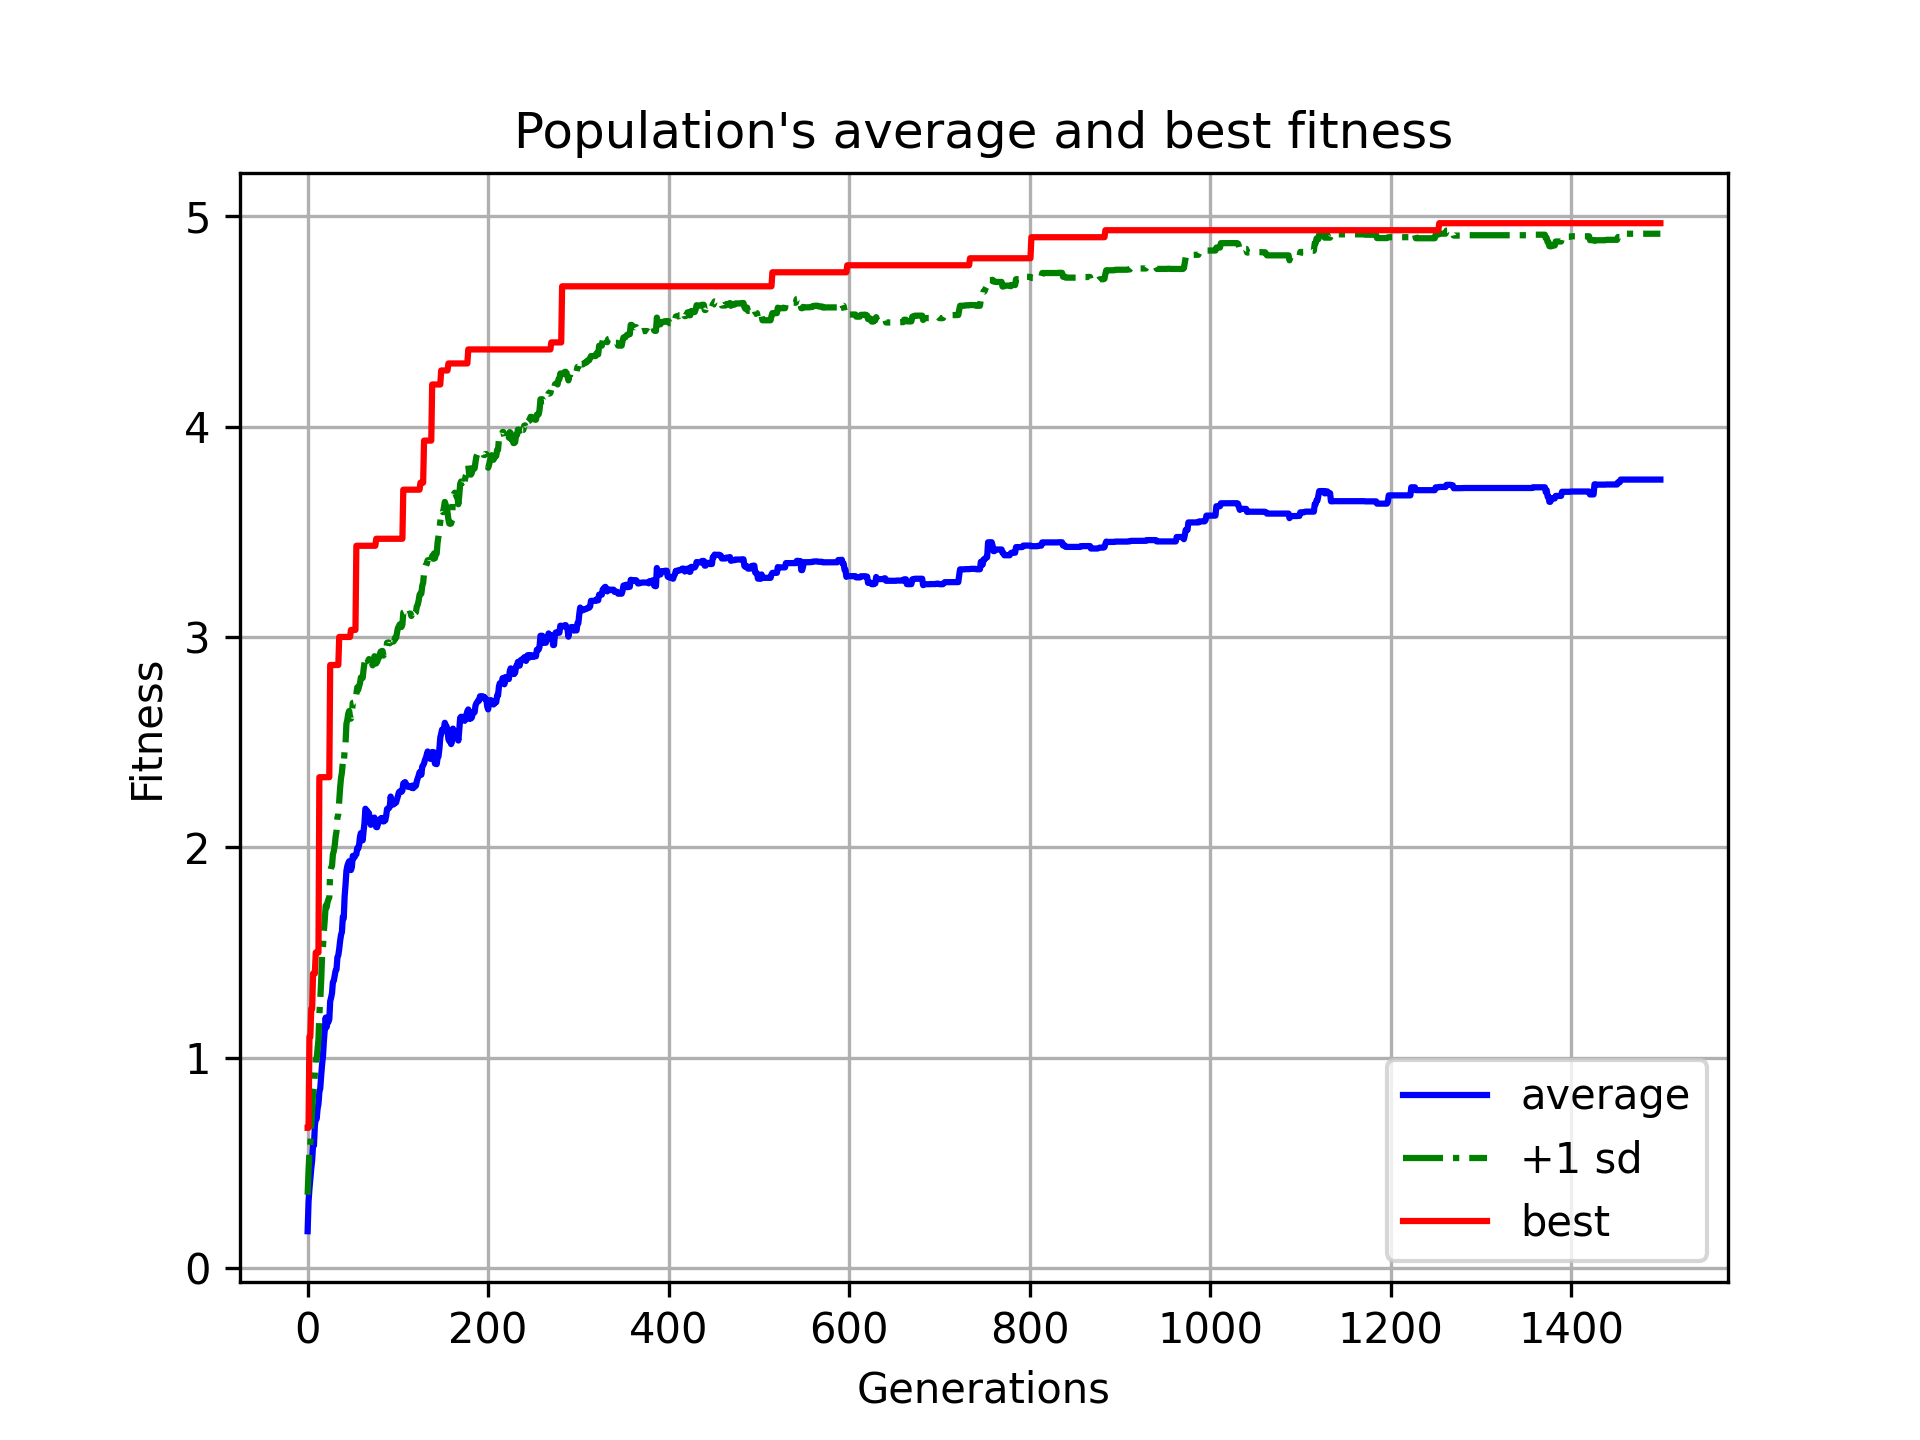 Population's average and best fitness
5
4
3
2
1
0
Fitness
0 200 400 600 800 1000 1200 1400
Generations
average
+1 sd
best